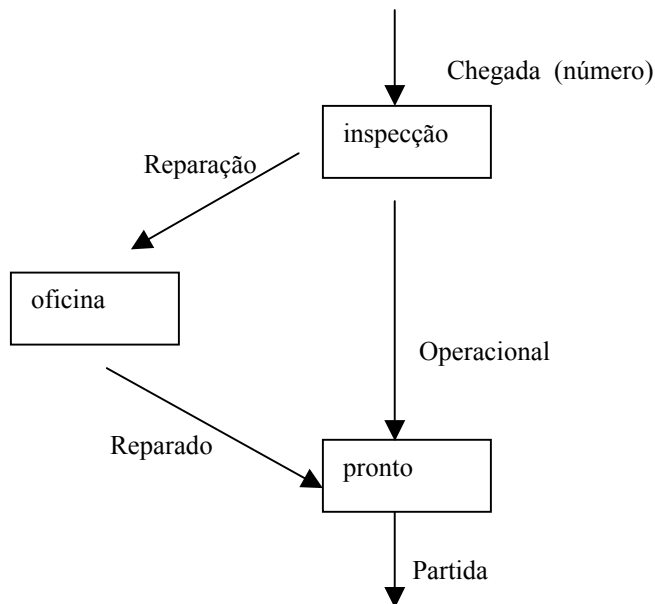 Chegada (número)
inspecção
Reparação
oficina
Operacional
Reparado
pronto
Partida